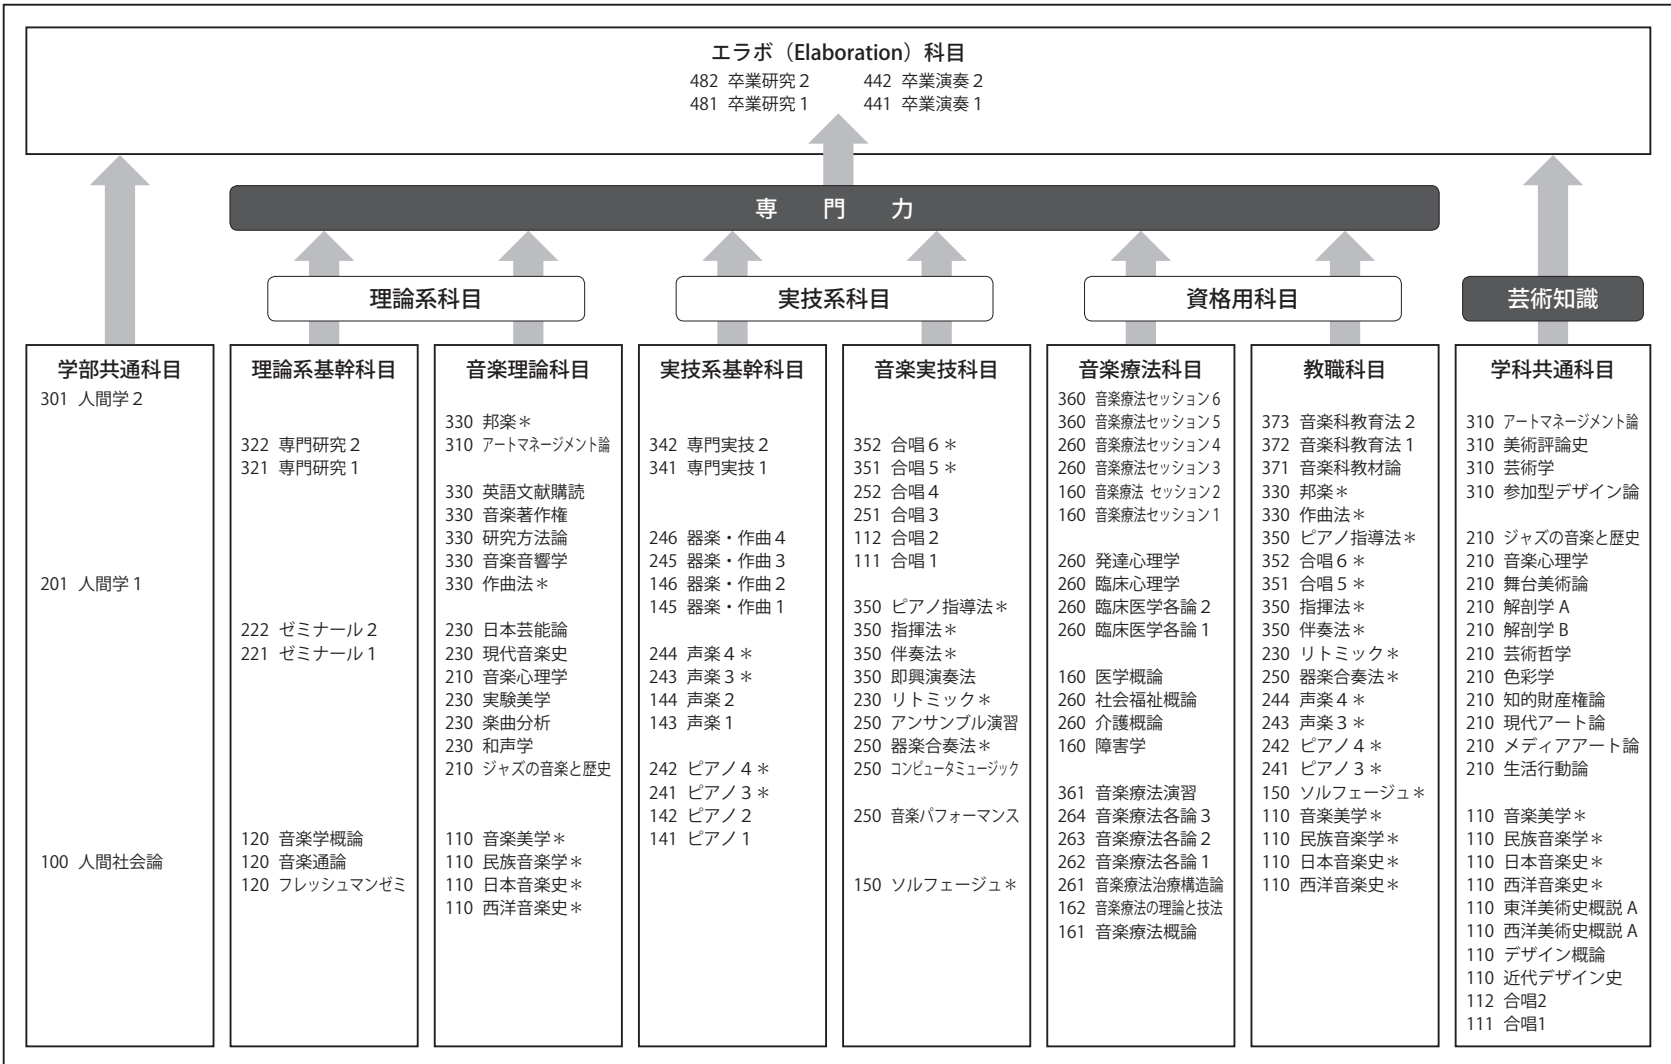 エラボ（Elaboration）科目
482 卒業研究２　442 卒業演奏２
481 卒業研究１　441 卒業演奏１
専門力
理論系科目
実技系科目
資格用科目
芸術知識
学部共通科目
301 人間学２
201 人間学１
100 人間社会論
理論系基幹科目
322 専門研究２
321 専門研究１
222 ゼミナール２
221 ゼミナール１
120 音楽学概論
120 音楽通論
120 フレッシュマンゼミ
音楽理論科目
330 邦楽＊
310 アートマネージメント論
330 英語文献購読
330 音楽著作権
330 研究方法論
330 音楽音響学
330 作曲法＊
230 日本芸能論
230 現代音楽史
210 音楽心理学
230 実験美学
230 楽曲分析
230 和声学
210 ジャズの音楽と歴史
110 音楽美学＊
110 民族音楽学＊
110 日本音楽史＊
110 西洋音楽史＊
実技系基幹科目
342 専門実技２
341 専門実技１
246 器楽・作曲４
245 器楽・作曲３
146 器楽・作曲２
145 器楽・作曲１
244 声楽４＊
243 声楽３＊
144 声楽２
143 声楽１
242 ピアノ４＊
241 ピアノ３＊
142 ピアノ２
141 ピアノ１
音楽実技科目
352 合唱６＊
351 合唱５＊
252 合唱４
251 合唱３
112 合唱２
111 合唱１
350 ピアノ指導法＊
350 指揮法＊
350 伴奏法＊
350 即興演奏法
230 リトミック＊
250 アンサンブル演習
250 器楽合奏法＊
250 コンピュータミュージック
250 音楽パフォーマンス
150 ソルフェージュ＊
音楽療法科目
360 音楽療法セッション６
360 音楽療法セッション５
260 音楽療法セッション４
260 音楽療法セッション３
160 音楽療法 セッション２
160 音楽療法セッション１
260 発達心理学
260 臨床心理学
260 臨床医学各論２
260 臨床医学各論１
160 医学概論
260 社会福祉概論
260 介護概論
160 障害学
361 音楽療法演習
264 音楽療法各論３
263 音楽療法各論２
262 音楽療法各論１
261 音楽療法治療構造論
162 音楽療法の理論と技法
161 音楽療法概論
教職科目
373 音楽科教育法２
372 音楽科教育法１
371 音楽科教材論
330 邦楽＊
330 作曲法＊
350 ピアノ指導法＊
352 合唱６＊
351 合唱５＊
350 指揮法＊
350 伴奏法＊
230 リトミック＊
250 器楽合奏法＊
244 声楽４＊
243 声楽３＊
242 ピアノ４＊
241 ピアノ３＊
150 ソルフェージュ＊
110 音楽美学＊
110 民族音楽学＊
110 日本音楽史＊
110 西洋音楽史＊
学科共通科目
310 アートマネージメント論
310 美術評論史
310 芸術学
310 参加型デザイン論
210 ジャズの音楽と歴史
210 音楽心理学
210 舞台美術論
210 解剖学 A
210 解剖学 B
210 芸術哲学
210 色彩学
210 知的財産権論
210 現代アート論
210 メディアアート論
210 生活行動論
110 音楽美学＊
110 民族音楽学＊
110 日本音楽史＊
110 西洋音楽史＊
110 東洋美術史概説 A
110 西洋美術史概説 A
110 デザイン概論
110 近代デザイン史
112 合唱2
111 合唱1